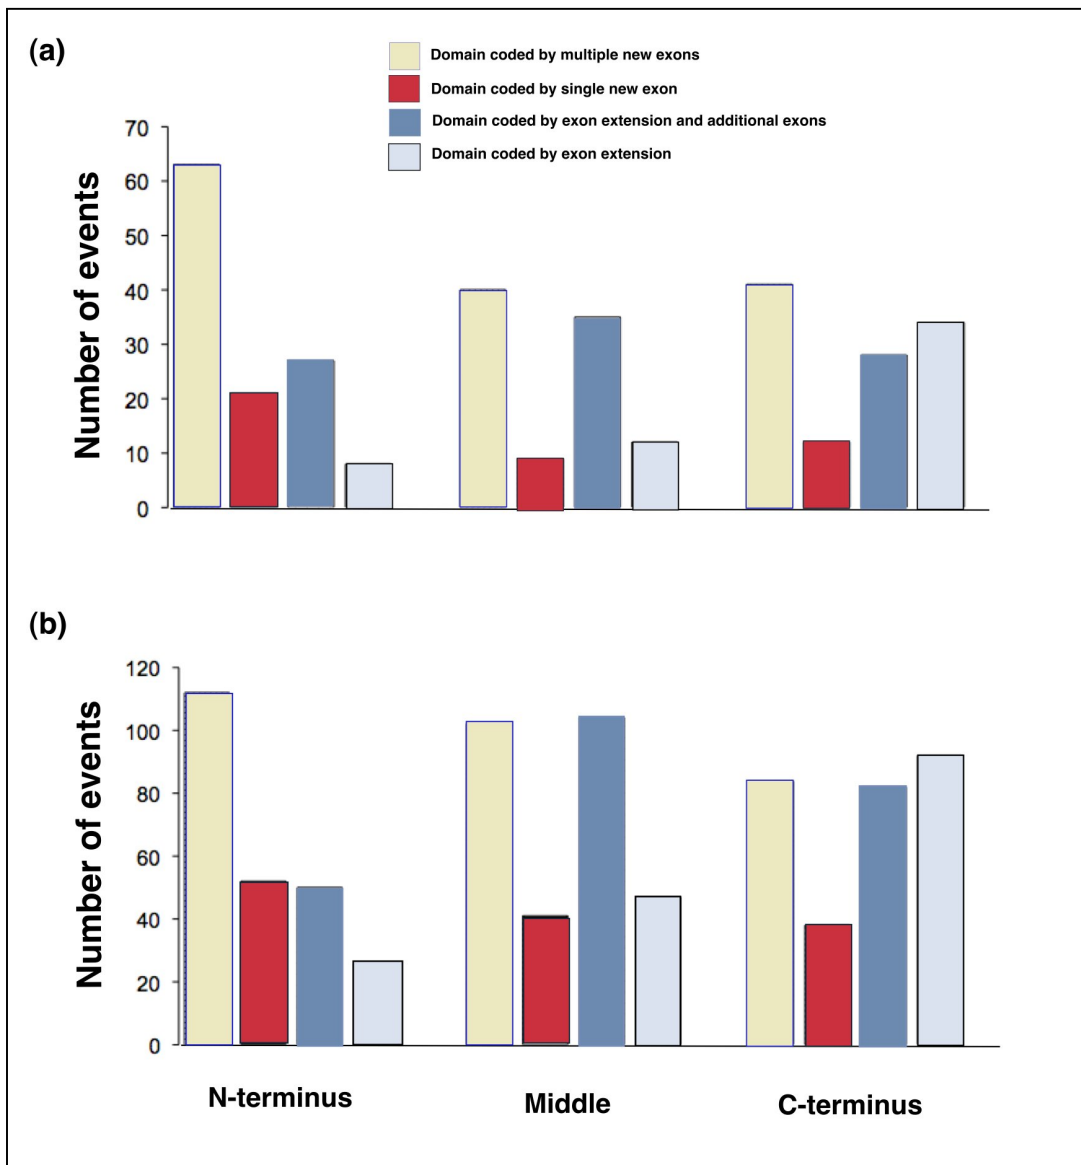 (a)
Domain coded by multiple new exons
Domain coded by single new exon
Domain coded by exon extension and additional exons
Domain coded by exon extension
Number of events
70
60
50
40
30
20
10
0
(b)
Number of events
120
100
80
60
40
20
0
N-terminus
Middle
C-terminus